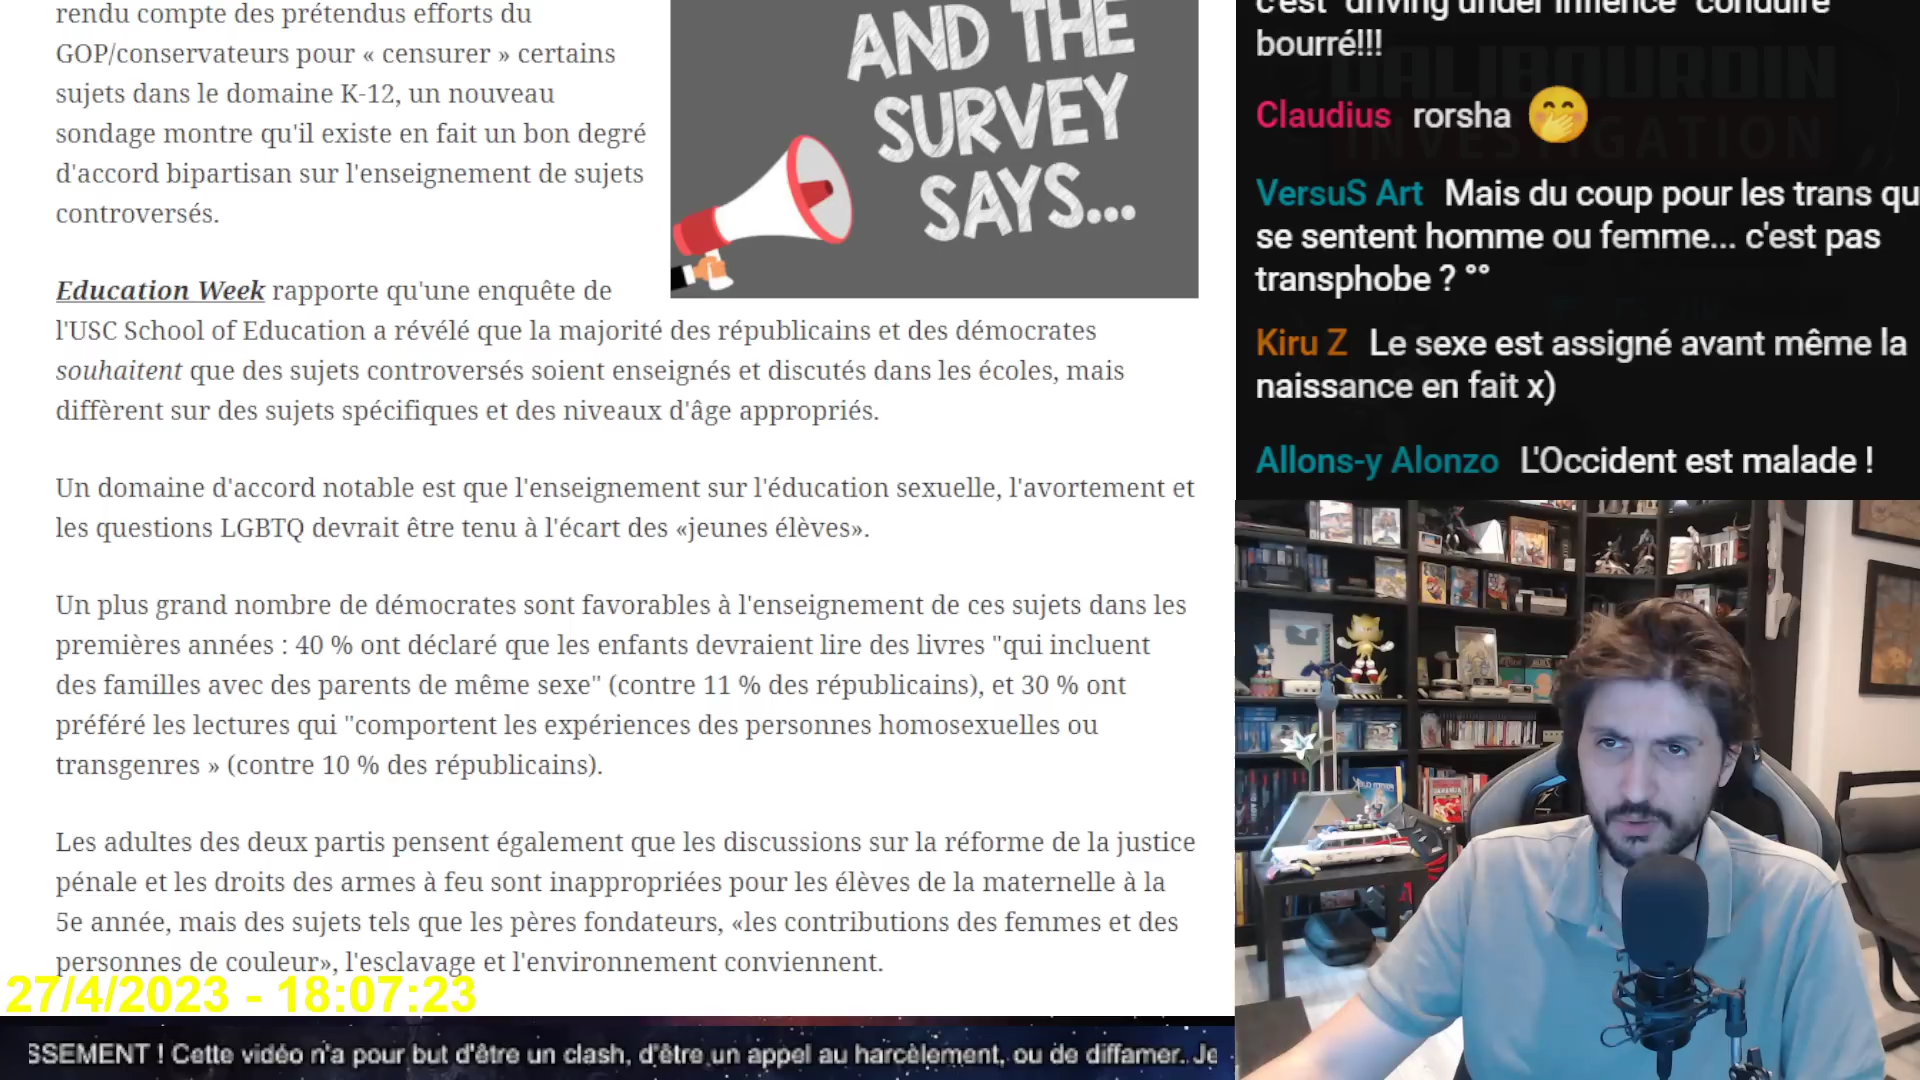 rendu compte des prétendus efforts du
GOP/conservateurs pour « censurer » certains
sujets dans le domaine K-12, un nouveau
sondage montre qu'il existe en fait un bon degré
d'accord bipartisan sur l'enseignement de sujets
controversés.
AND THE
SURVEY
SAYS...
Education Week rapporte qu'une enquête de
l'USC School of Education a révélé que la majorité des républicains et des démocrates
souhaitent que des sujets controversés soient enseignés et discutés dans les écoles, mais
diffèrent sur des sujets spécifiques et des niveaux d'âge appropriés.
Un domaine d'accord notable est que l'enseignement sur l'éducation sexuelle, l'avortement et
les questions LGBTQ devrait être tenu à l'écart des «jeunes élèves».
Un plus grand nombre de démocrates sont favorables à l'enseignement de ces sujets dans les
premières années : 40 % ont déclaré que les enfants devraient lire des livres "qui incluent
des familles avec des parents de même sexe" (contre 11 % des républicains), et 30 % ont
préféré les lectures qui "comportent les expériences des personnes homosexuelles ou
transgenres » (contre 10 % des républicains).
Les adultes des deux partis pensent également que les discussions sur la réforme de la justice
pénale et les droits des armes à feu sont inappropriées pour les élèves de la maternelle à la
5e année, mais des sujets tels que les pères fondateurs, «les contributions des femmes et des
personnes de couleur», l'esclavage et l'environnement conviennent.
27/4/2023 - 18:07:23
SSEMENT ! Cette vidéo n'a pour but d'être un clash, d'être un appel au harcèlement, ou de diffamer. Je
c'est "driving under inflence" conduire
bourré!!!
DALIBOURDIN
INVESTIGATION
Claudius rorsha 🤭
VersuS Art Mais du coup pour les trans qu
se sentent homme ou femme... c'est pas
transphobe ? °°
Kiru Z Le sexe est assigné avant même la
naissance en fait x)
Allons-y Alonzo L'Occident est malade !